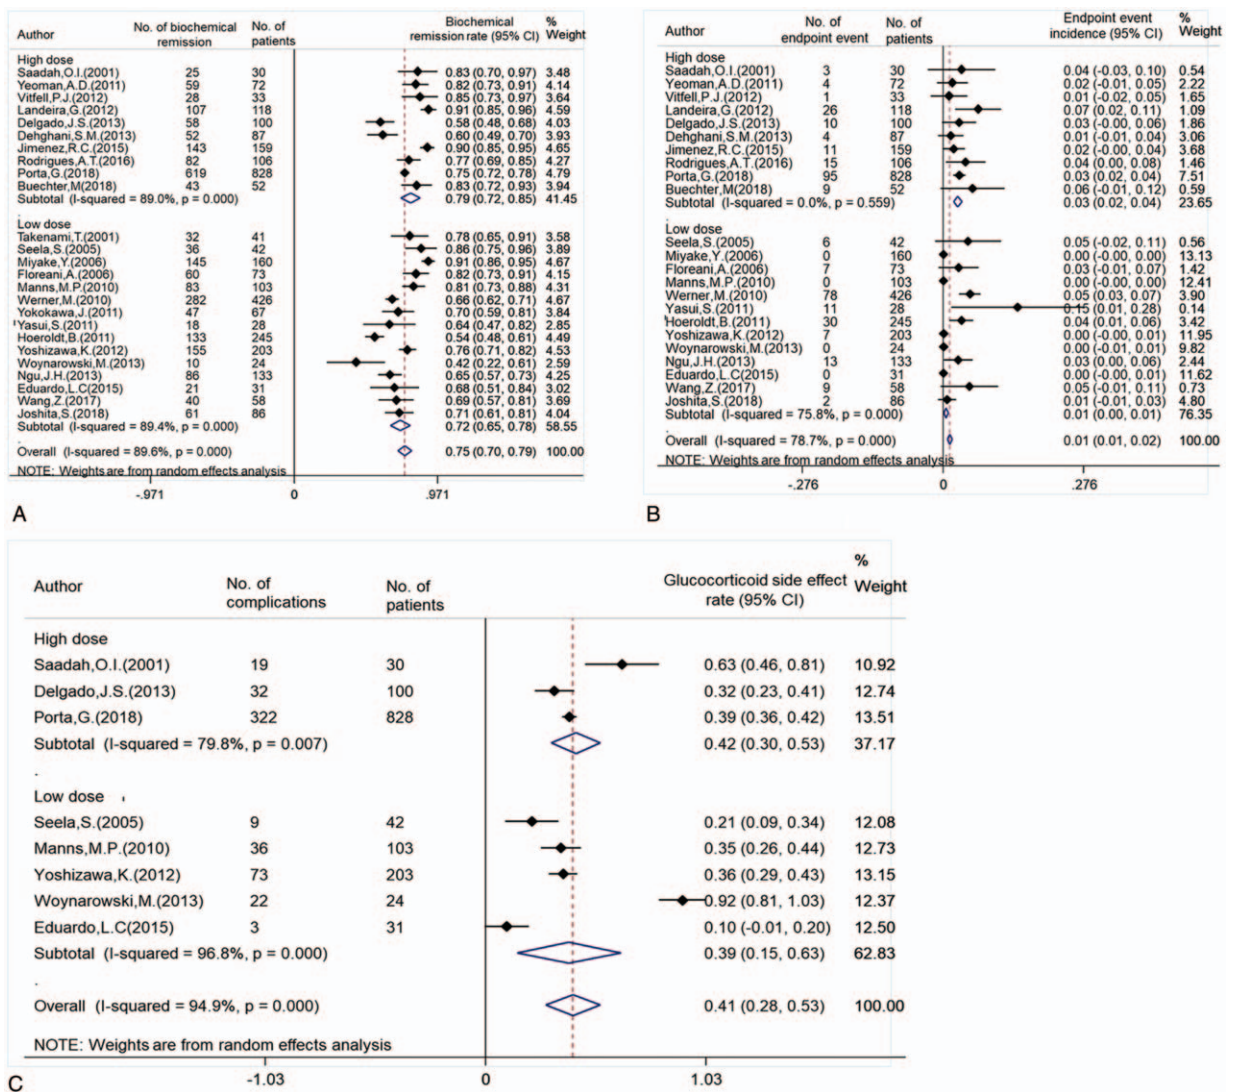 Author No. of biochemical remission No. of patients Biochemical remission rate (95% CI) % Weight
High dose
Saadah,O.I.(2001) 25 30 0.83 (0.70, 0.97) 3.48
Yeoman,A.D.(2011) 59 72 0.82 (0.73, 0.91) 4.14
Vitfell,P.J.(2012) 28 33 0.85 (0.73, 0.97) 3.64
Landeira,G.(2012) 107 118 0.91 (0.85, 0.96) 4.59
Delgado,J.S.(2013) 58 100 0.58 (0.48, 0.68) 4.03
Dehghani,S.M.(2013) 52 87 0.60 (0.49, 0.70) 3.93
Jimenez,R.C.(2015) 143 159 0.90 (0.85, 0.95) 4.65
Rodrigues,A.T.(2016) 82 106 0.77 (0.69, 0.85) 4.27
Porta,G.(2018) 619 828 0.75 (0.72, 0.78) 4.79
Buechter,M(2018) 43 52 0.83 (0.72, 0.93) 3.94
Subtotal (I-squared = 89.0%, p = 0.000) 0.79 (0.72, 0.85) 41.45
.
Low dose
Takenami,T.(2001) 32 41 0.78 (0.65, 0.91) 3.58
Seela,S.(2005) 36 42 0.86 (0.75, 0.96) 3.89
Miyake,Y.(2006) 145 160 0.91 (0.86, 0.95) 4.67
Floreani,A.(2006) 60 73 0.82 (0.73, 0.91) 4.15
Manns,M.P.(2010) 83 103 0.81 (0.73, 0.88) 4.31
Werner,M.(2010) 282 426 0.66 (0.62, 0.71) 4.67
Yokokawa,J.(2011) 47 67 0.70 (0.59, 0.81) 3.84
Yasui,S.(2011) 18 28 0.64 (0.47, 0.82) 2.85
Hoeroldt,B.(2011) 133 245 0.54 (0.48, 0.61) 4.49
Yoshizawa,K.(2012) 155 203 0.76 (0.71, 0.82) 4.53
Woynarowski,M.(2013) 10 24 0.42 (0.22, 0.61) 2.59
Ngu,J.H.(2013) 86 133 0.65 (0.57, 0.73) 4.25
Eduardo,L.C(2015) 21 31 0.68 (0.51, 0.84) 3.02
Wang,Z.(2017) 40 58 0.69 (0.57, 0.81) 3.69
Joshita,S.(2018) 61 86 0.71 (0.61, 0.81) 4.04
Subtotal (I-squared = 89.4%, p = 0.000) 0.72 (0.65, 0.78) 58.55
.
Overall (I-squared = 89.6%, p = 0.000) 0.75 (0.70, 0.79) 100.00
NOTE: Weights are from random effects analysis
-.971 0 .971
A
Author No. of endpoint event No. of patients Endpoint event incidence (95% CI) % Weight
High dose
Saadah,O.I.(2001) 3 30 0.04 (-0.03, 0.10) 0.54
Yeoman,A.D.(2011) 4 72 0.02 (-0.01, 0.05) 2.22
Vitfell,P.J.(2012) 1 33 0.01 (-0.02, 0.05) 1.65
Landeira,G.(2012) 26 118 0.07 (0.02, 0.11) 1.09
Delgado,J.S.(2013) 10 100 0.03 (-0.00, 0.06) 1.86
Dehghani,S.M.(2013) 4 87 0.01 (-0.01, 0.04) 3.06
Jimenez,R.C.(2015) 11 159 0.02 (-0.00, 0.04) 3.68
Rodrigues,A.T.(2016) 15 106 0.04 (0.00, 0.08) 1.46
Porta,G.(2018) 95 828 0.03 (0.02, 0.04) 7.51
Buechter,M(2018) 9 52 0.06 (-0.01, 0.12) 0.59
Subtotal (I-squared = 0.0%, p = 0.559) 0.03 (0.02, 0.04) 23.65
.
Low dose
Seela,S.(2005) 6 42 0.05 (-0.02, 0.11) 0.56
Miyake,Y.(2006) 0 160 0.00 (-0.00, 0.00) 13.13
Floreani,A.(2006) 7 73 0.03 (-0.01, 0.07) 1.42
Manns,M.P.(2010) 0 103 0.00 (-0.00, 0.00) 12.41
Werner,M.(2010) 78 426 0.05 (0.03, 0.07) 3.90
Yasui,S.(2011) 11 28 0.15 (0.01, 0.28) 0.14
Hoeroldt,B.(2011) 30 245 0.04 (0.01, 0.06) 3.42
Yoshizawa,K.(2012) 7 203 0.00 (-0.00, 0.01) 11.95
Woynarowski,M.(2013) 0 24 0.00 (-0.01, 0.01) 9.82
Ngu,J.H.(2013) 13 133 0.03 (0.00, 0.06) 2.44
Eduardo,L.C(2015) 0 31 0.00 (-0.00, 0.01) 11.62
Wang,Z.(2017) 9 58 0.05 (-0.01, 0.11) 0.73
Joshita,S.(2018) 2 86 0.01 (-0.01, 0.03) 4.80
Subtotal (I-squared = 75.8%, p = 0.000) 0.01 (0.00, 0.01) 76.35
.
Overall (I-squared = 78.7%, p = 0.000) 0.01 (0.01, 0.02) 100.00
NOTE: Weights are from random effects analysis
-.276 0 .276
B
Author No. of complications No. of patients Glucocorticoid side effect rate (95% CI) % Weight
High dose
Saadah,O.I.(2001) 19 30 0.63 (0.46, 0.81) 10.92
Delgado,J.S.(2013) 32 100 0.32 (0.23, 0.41) 12.74
Porta,G.(2018) 322 828 0.39 (0.36, 0.42) 13.51
Subtotal (I-squared = 79.8%, p = 0.007) 0.42 (0.30, 0.53) 37.17
.
Low dose
Seela,S.(2005) 9 42 0.21 (0.09, 0.34) 12.08
Manns,M.P.(2010) 36 103 0.35 (0.26, 0.44) 12.73
Yoshizawa,K.(2012) 73 203 0.36 (0.29, 0.43) 13.15
Woynarowski,M.(2013) 22 24 0.92 (0.81, 1.03) 12.37
Eduardo,L.C(2015) 3 31 0.10 (-0.01, 0.20) 12.50
Subtotal (I-squared = 96.8%, p = 0.000) 0.39 (0.15, 0.63) 62.83
.
Overall (I-squared = 94.9%, p = 0.000) 0.41 (0.28, 0.53) 100.00
NOTE: Weights are from random effects analysis
-1.03 0 1.03
C